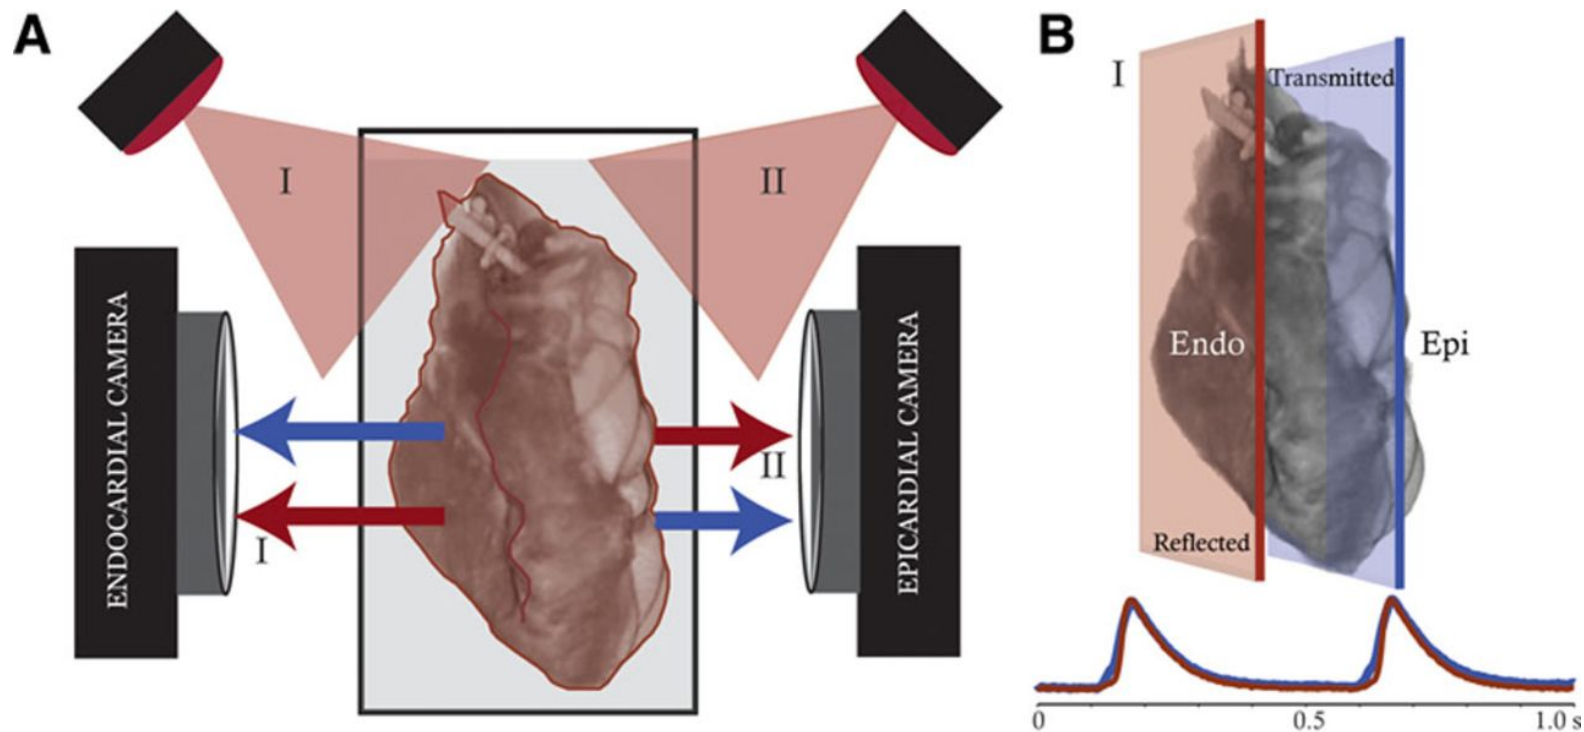 A
B
I
II
ENDOCARDIAL CAMERA
EPICARDIAL CAMERA
II
I
I
Transmitted
Endo
Epi
Reflected
0
0.5
1.0 s